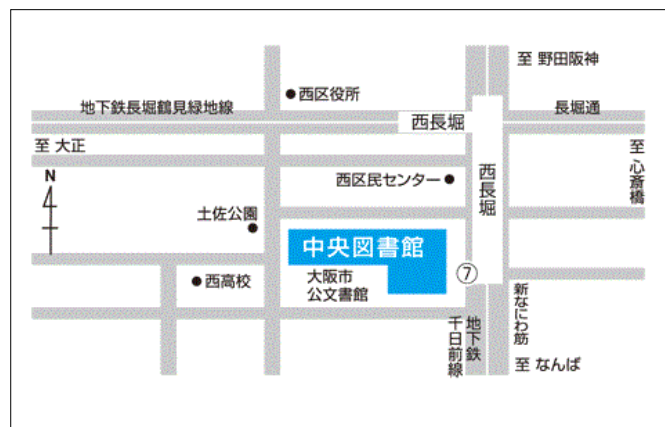 至 野田阪神
西区役所
地下鉄長堀鶴見緑地線
西長堀
長堀通
至 大正
至 心斎橋
N
西区民センター
西長堀
土佐公園
中央図書館
大阪市
公文書館
⑦
西高校
新なにわ筋
地下鉄
千日前線
至 なんば